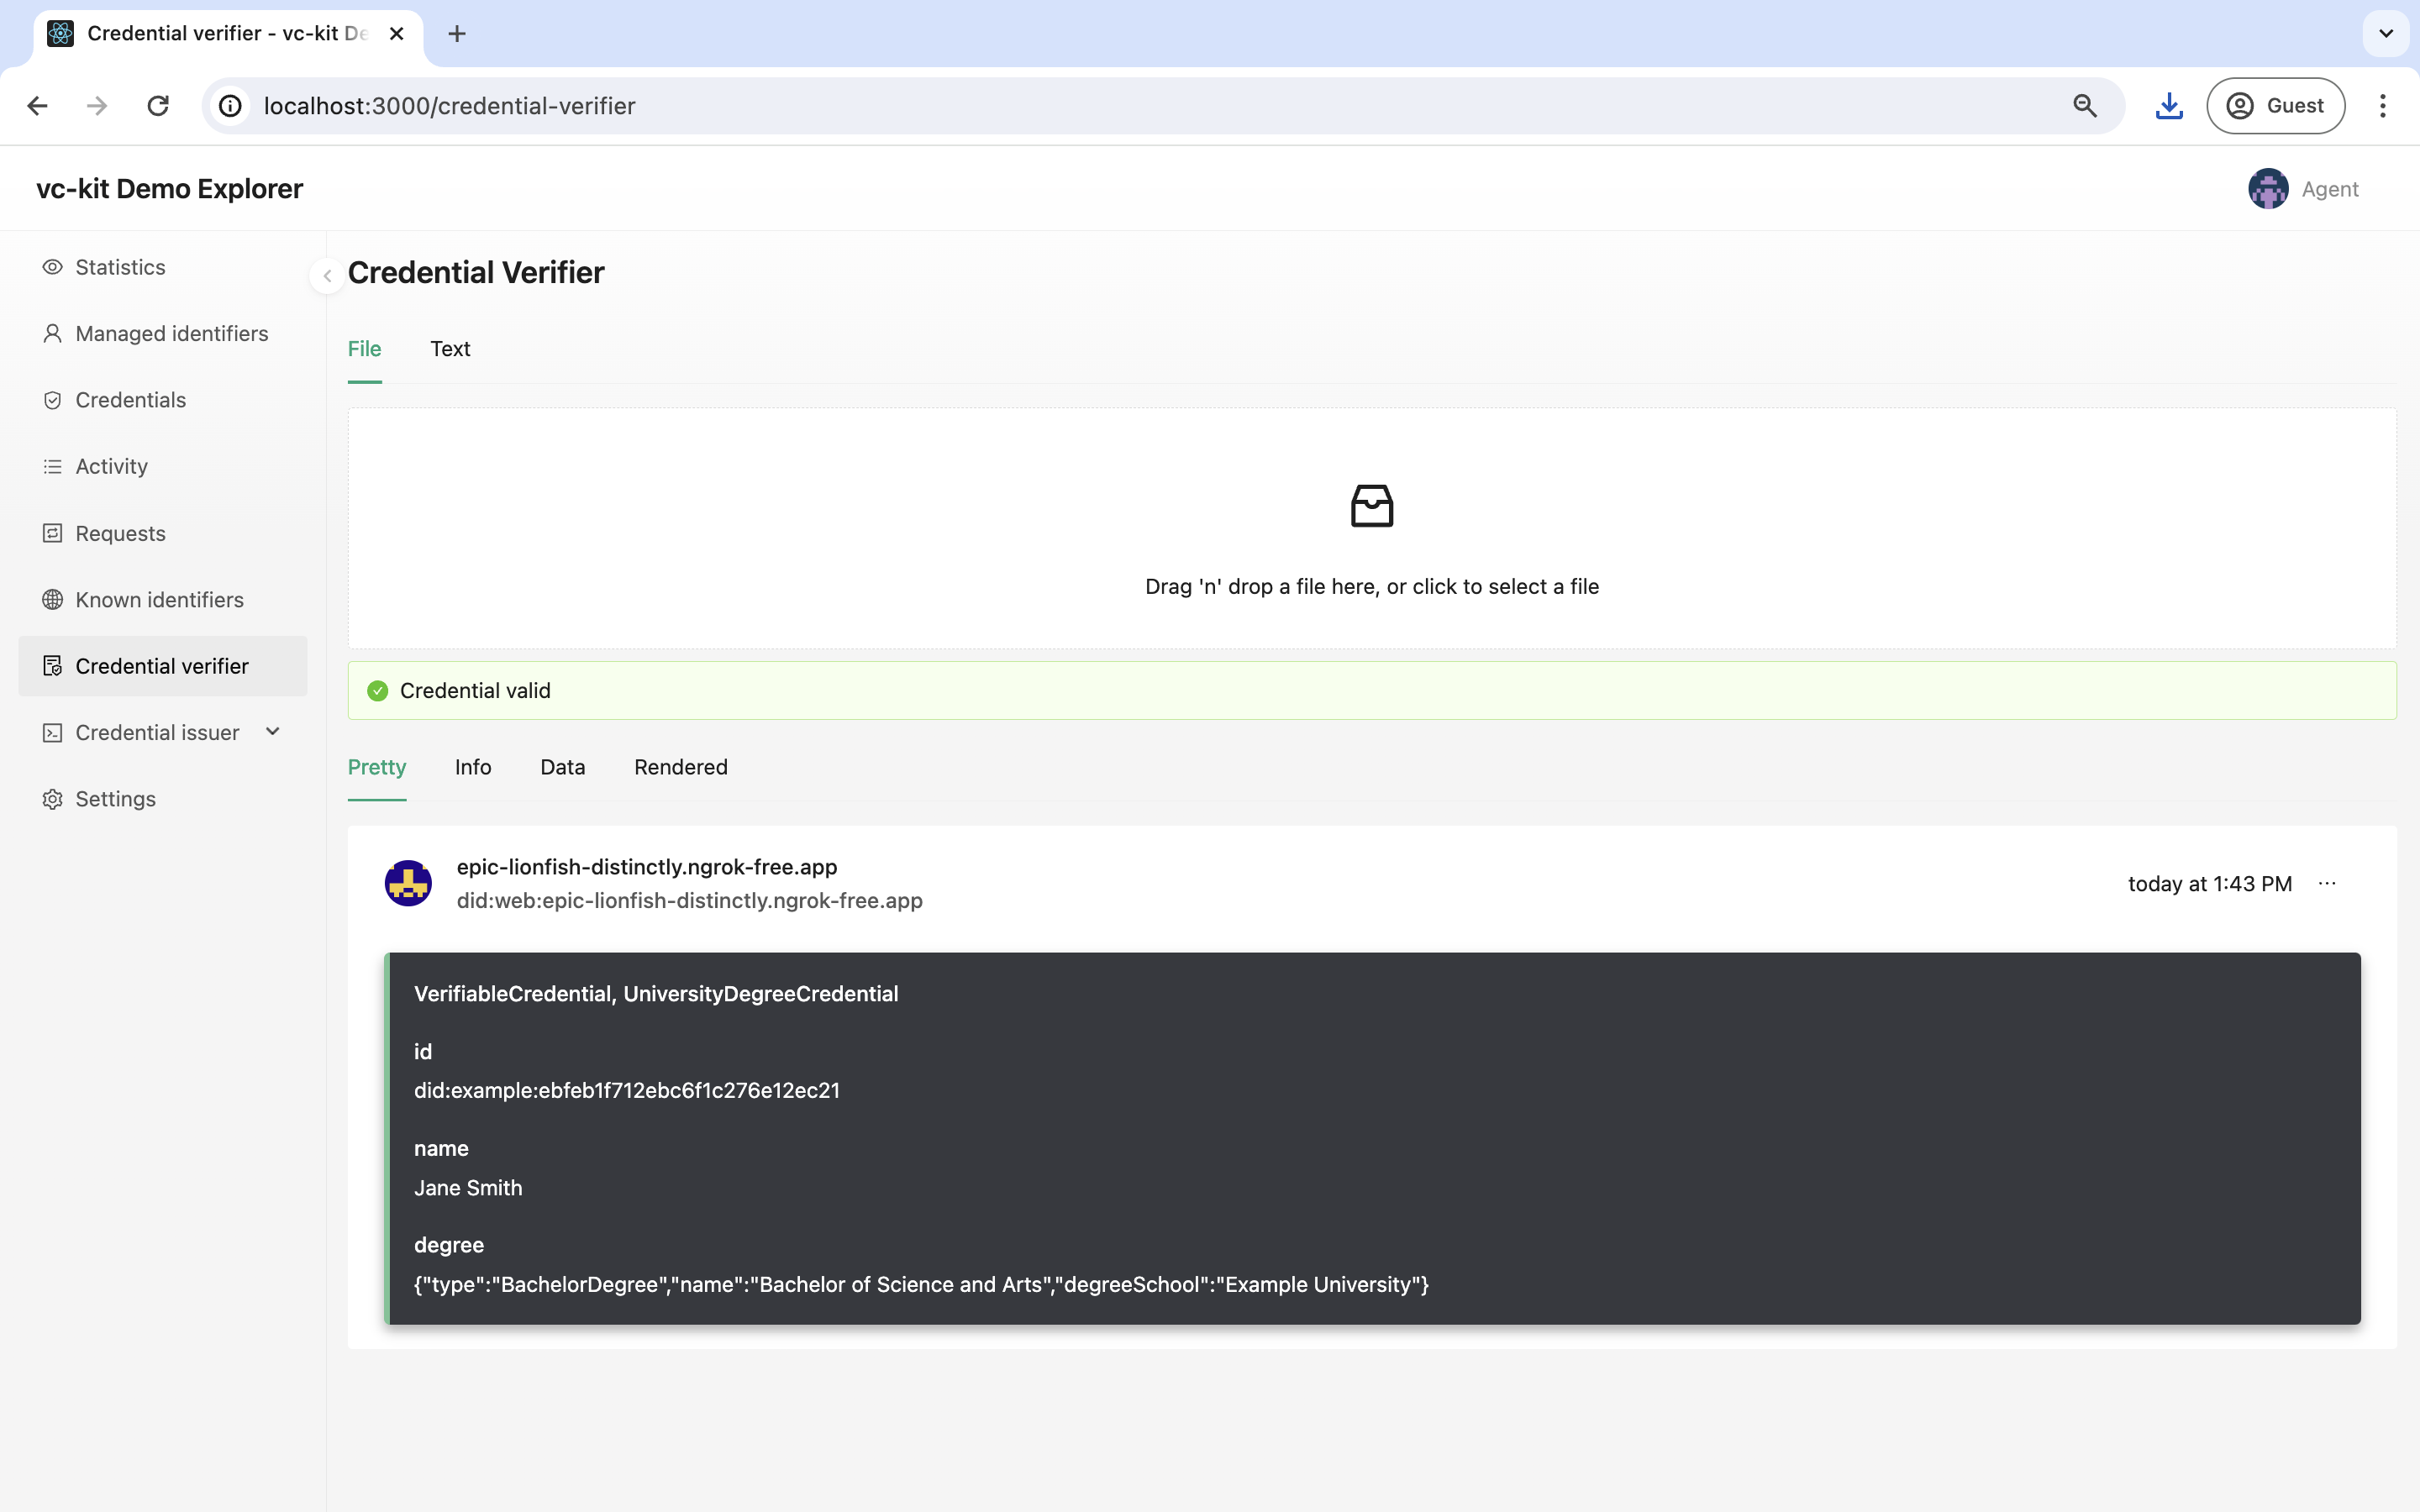 Credential verifier - vc-kit De
localhost:3000/credential-verifier
Guest
vc-kit Demo Explorer
Agent
Statistics
Managed identifiers
Credentials
Activity
Requests
Known identifiers
Credential verifier
Credential issuer
Settings
Credential Verifier
File
Text
Drag 'n' drop a file here, or click to select a file
Credential valid
Pretty
Info
Data
Rendered
epic-lionfish-distinctly.ngrok-free.app
did:web:epic-lionfish-distinctly.ngrok-free.app
today at 1:43 PM
VerifiableCredential, UniversityDegreeCredential
id
did:example:ebfeb1f712ebc6f1c276e12ec21
name
Jane Smith
degree
{"type":"BachelorDegree","name":"Bachelor of Science and Arts","degreeSchool":"Example University"}